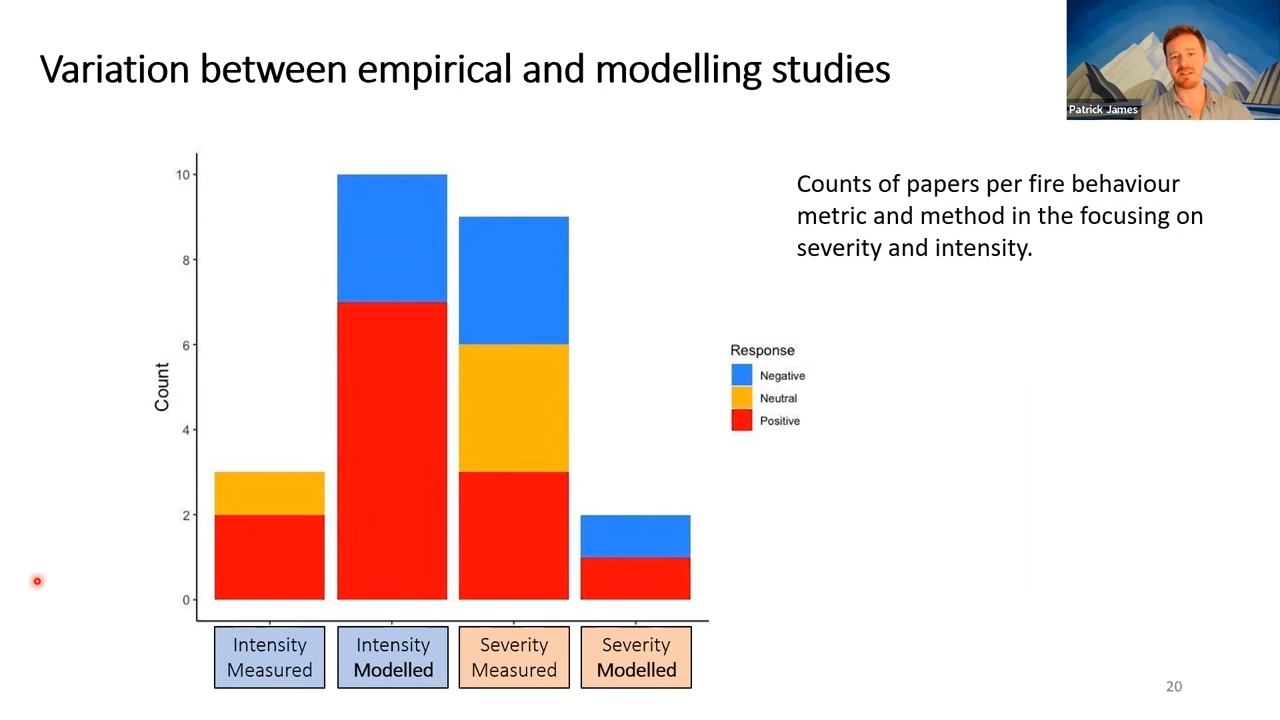 Variation between empirical and modelling studies
Patrick James
Counts of papers per fire behaviour
metric and method in the focusing on
severity and intensity.
10
8
6
4
2
0
Count
Response
Negative
Neutral
Positive
Intensity
Measured
Intensity
Modelled
Severity
Measured
Severity
Modelled
20